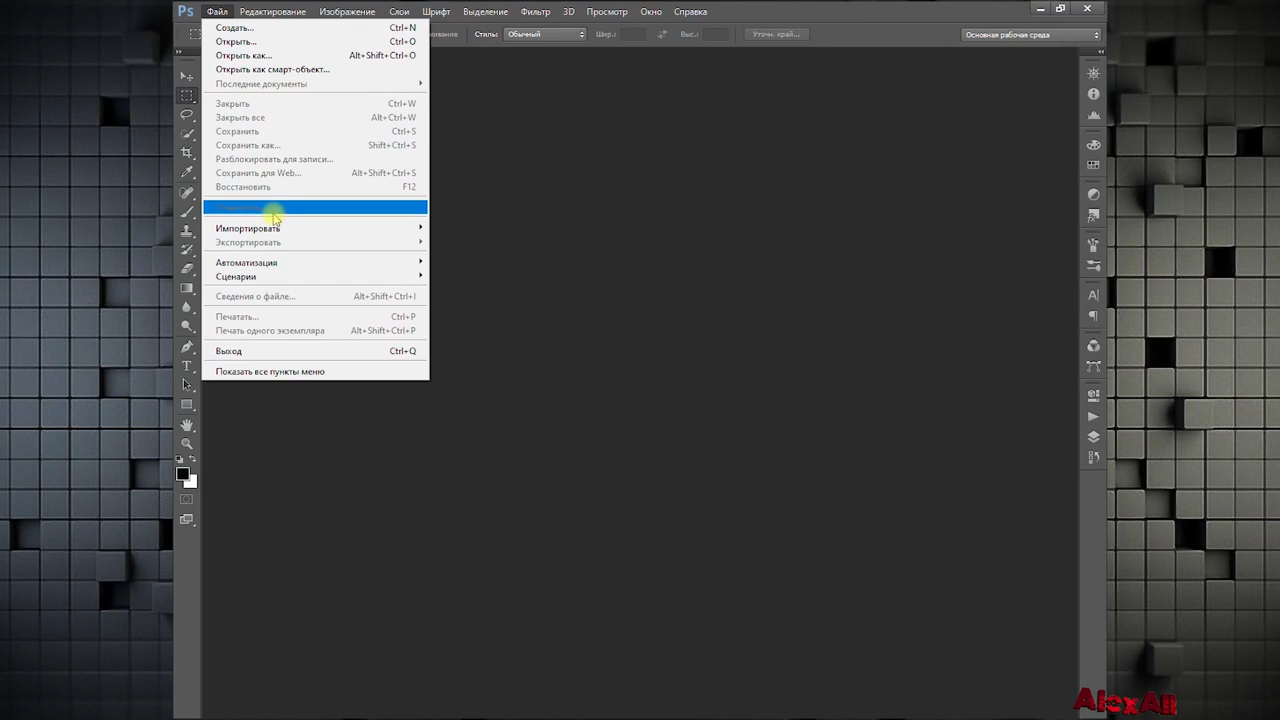 Ps Файл Редактирование Изображение Слои Шрифт Выделение Фильтр 3D Просмотр Окно Справка
Стиль: Обычный Шир.: Выс.: Уточн. край... Основная рабочая среда
Создать... Ctrl+N
Открыть... Ctrl+O
Открыть как... Alt+Shift+Ctrl+O
Открыть как смарт-объект...
Последние документы
Закрыть Ctrl+W
Закрыть все Alt+Ctrl+W
Сохранить Ctrl+S
Сохранить как... Shift+Ctrl+S
Разблокировать для записи...
Сохранить для Web... Alt+Shift+Ctrl+S
Восстановить F12
Импортировать
Экспортировать
Автоматизация
Сценарии
Сведения о файле... Alt+Shift+Ctrl+I
Печатать... Ctrl+P
Печать одного экземпляра Alt+Shift+Ctrl+P
Выход Ctrl+Q
Показать все пункты меню
AlexAll